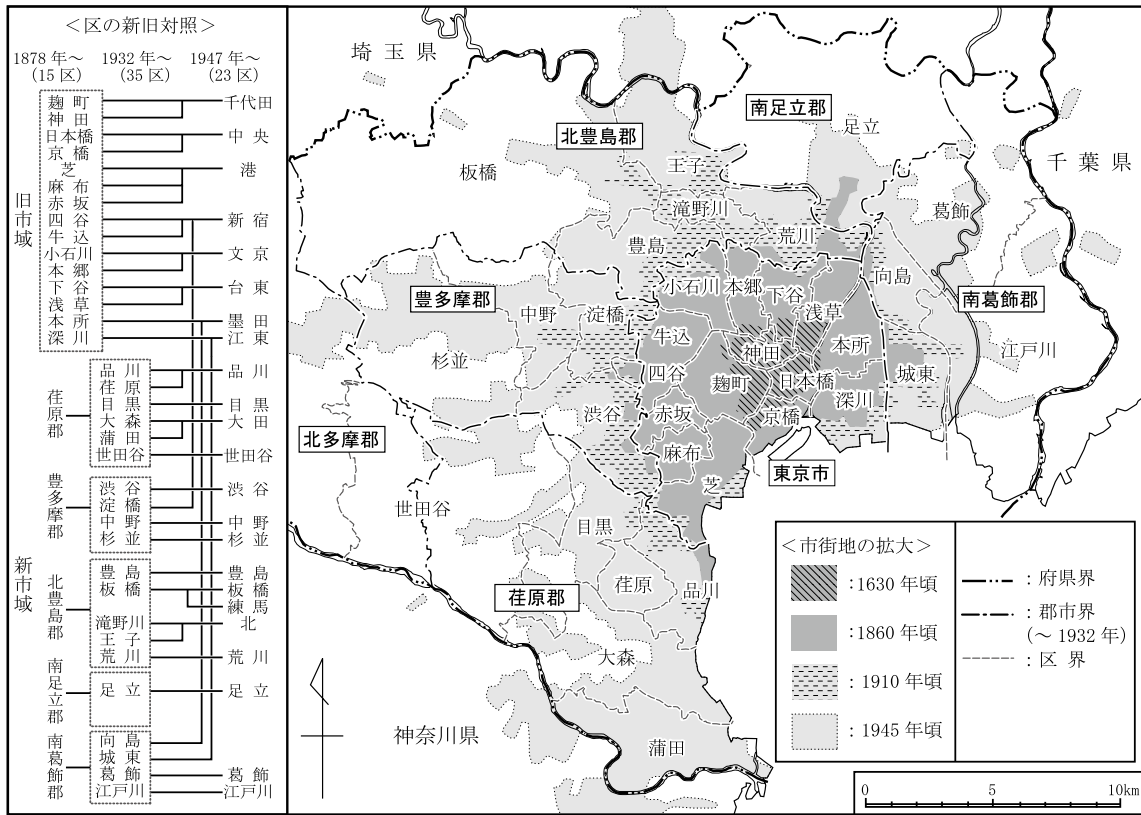 <区の新旧対照>
1878年~ 1932年~ 1947年~
(15区) (35区) (23区)
旧市域
麹町
神田
日本橋
京橋
芝
麻布
赤坂
四谷
牛込
小石川
本郷
下谷
浅草
本所
深川
千代田
中央
港
新宿
文京
台東
墨田
江東
新市域
荏原郡
品川
荏原
目黒
大森
蒲田
世田谷
品川
目黒
大田
世田谷
豊多摩郡
渋谷
淀橋
中野
杉並
渋谷
中野
杉並
北豊島郡
豊島
板橋
滝野川
王子
荒川
豊島
板橋
練馬
北
荒川
南足立郡
足立
足立
南葛飾郡
向島
城東
葛飾
江戸川
葛飾
江戸川
埼玉県
南足立郡
足立
北豊島郡
千葉県
王子
板橋
滝野川
葛飾
荒川
豊島
向島
小石川
本郷
下谷
浅草
南葛飾郡
豊多摩郡
中野
淀橋
牛込
神田
本所
江戸川
杉並
四谷
麹町
日本橋
城東
深川
渋谷
赤坂
京橋
北多摩郡
麻布
東京市
芝
世田谷
目黒
荏原
品川
荏原郡
大森
神奈川県
蒲田
<市街地の拡大>
:1630年頃
:1860年頃
:1910年頃
:1945年頃
:府県界
:郡市界
(~1932年)
:区界
0 5 10km